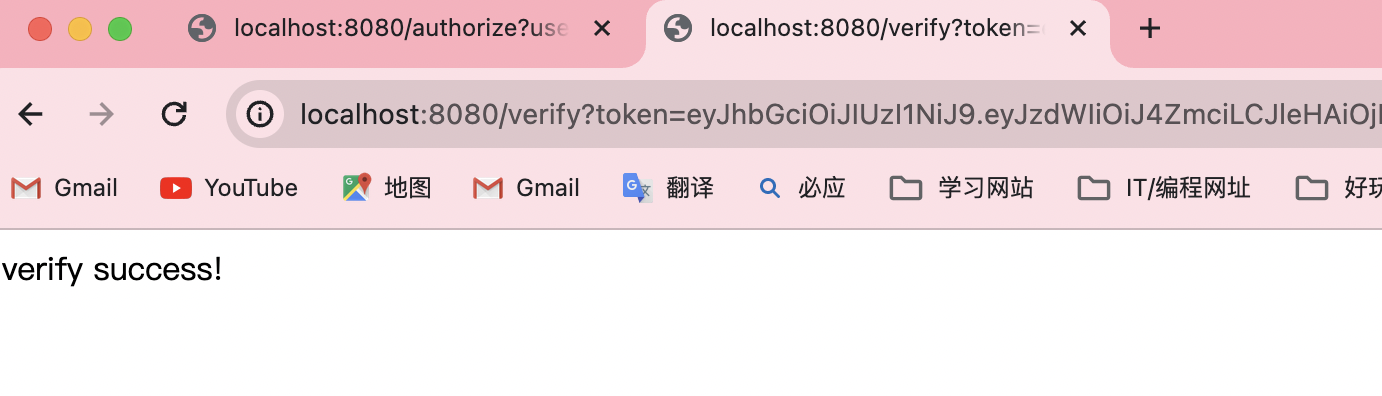 localhost:8080/authorize?use
localhost:8080/verify?token=
localhost:8080/verify?token=eyJhbGciOiJIUzI1NiJ9.eyJzdWIiOiJ4ZmciLCJleHAiOj
Gmail YouTube 地图 Gmail 翻译 必应 学习网站 IT/编程网址 好玩
verify success!